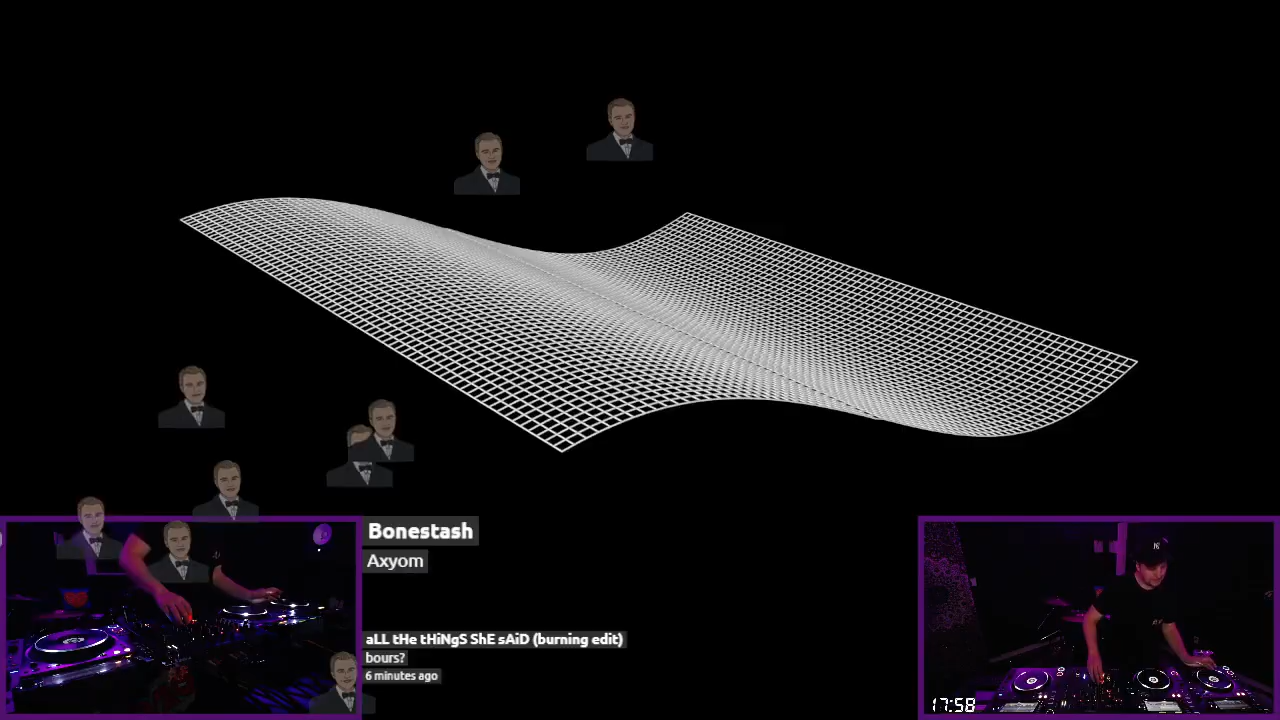 Bonestash
Axyom
aLL tHe tHiNgS ShE sAiD (burning edit)
bours?
6 minutes ago
17:58